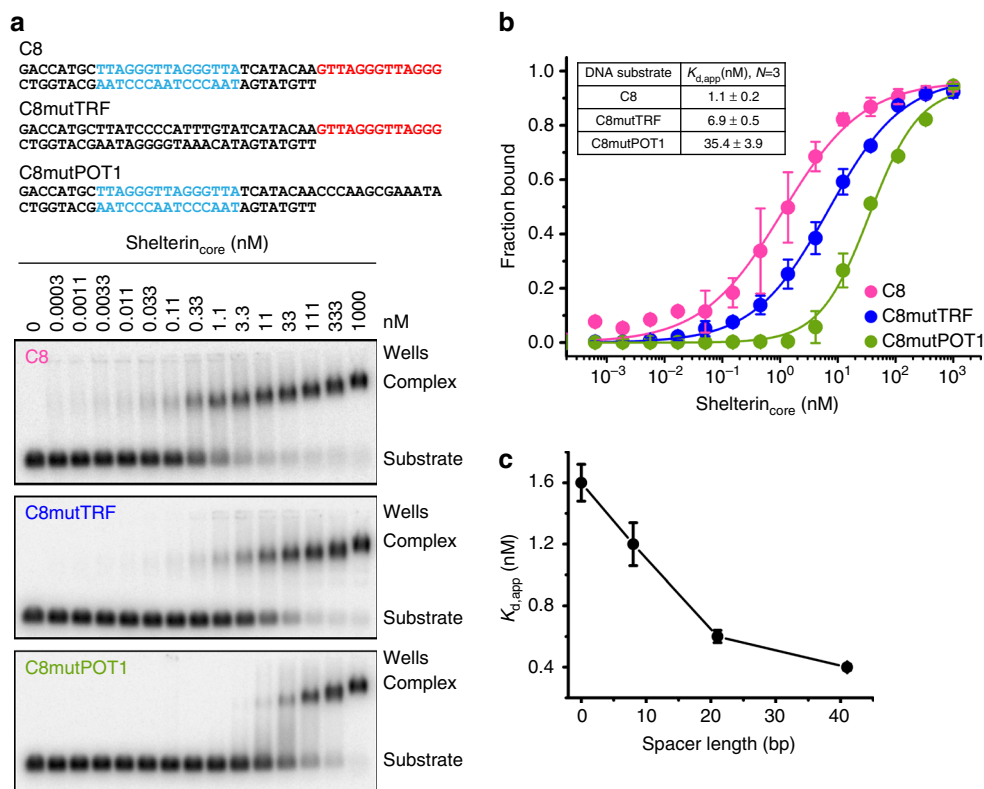 a
C8
GACCATGCTTAGGGTTAGGGTTATCATACAAGTTAGGGTTAGGG
CTGGTACGAATCCCAATCCCAATAGTATGTT
C8mutTRF
GACCATGCTTATCCCCATTTGTATCATACAAGTTAGGGTTAGGG
CTGGTACGAATAGGGGTAAACATAGTATGTT
C8mutPOT1
GACCATGCTTAGGGTTAGGGTTATCATACAACCCAAGCGAAATA
CTGGTACGAATCCCAATCCCAATAGTATGTT
Shelterincore (nM)
0 0.0003 0.0011 0.0033 0.011 0.033 0.11 0.33 1.1 3.3 11 33 111 333 1000 nM
C8
Wells
Complex
Substrate
C8mutTRF
Wells
Complex
Substrate
C8mutPOT1
Wells
Complex
Substrate
b
DNA substrate Kd,app(nM), N=3
C8 1.1 ± 0.2
C8mutTRF 6.9 ± 0.5
C8mutPOT1 35.4 ± 3.9
Fraction bound
1.0
0.8
0.6
0.4
0.2
0.0
C8
C8mutTRF
C8mutPOT1
10−3 10−2 10−1 100 101 102 103
Shelterincore (nM)
c
Kd,app (nM)
1.6
1.2
0.8
0.4
0 10 20 30 40
Spacer length (bp)